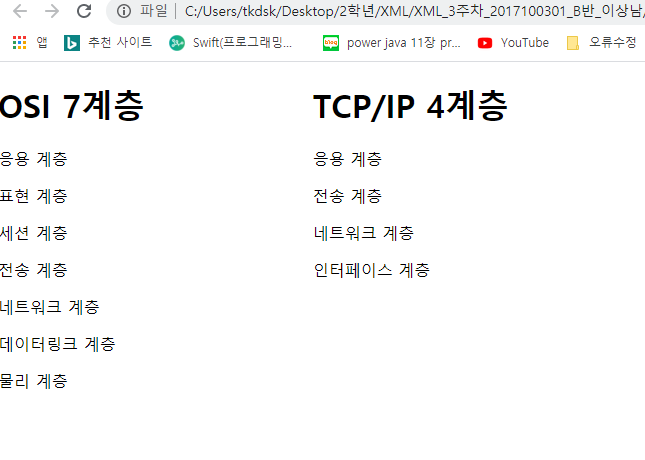 파일 C:/Users/tkdsk/Desktop/2학년/XML/XML_3주차_2017100301_B반_이상남/
앱 추천 사이트 Swift(프로그래밍... blog power java 11장 pr... YouTube 오류수정
OSI 7계층
응용 계층
표현 계층
세션 계층
전송 계층
네트워크 계층
데이터링크 계층
물리 계층
TCP/IP 4계층
응용 계층
전송 계층
네트워크 계층
인터페이스 계층